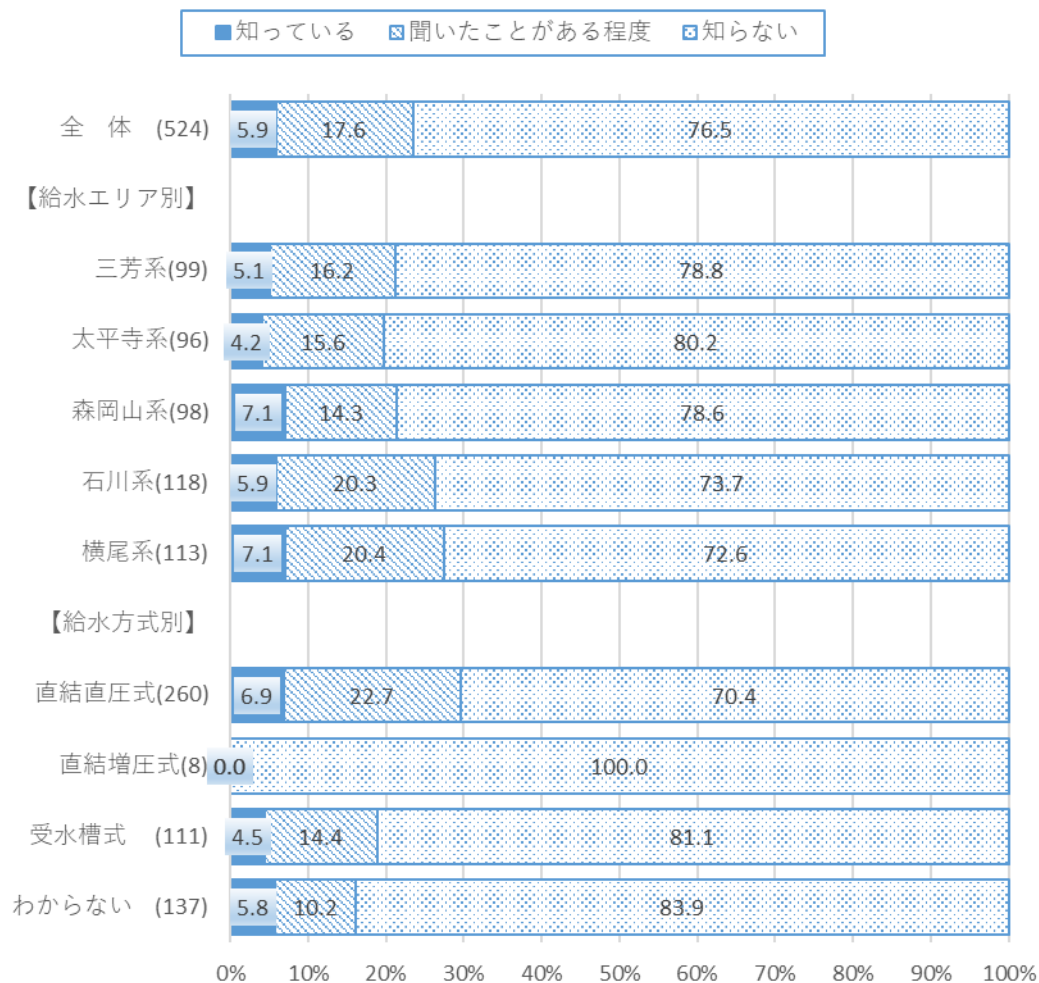 ■知っている ▧聞いたことがある程度 ⊡知らない
全 体 (524) 5.9 17.6 76.5
【給水エリア別】
三芳系(99) 5.1 16.2 78.8
太平寺系(96) 4.2 15.6 80.2
森岡山系(98) 7.1 14.3 78.6
石川系(118) 5.9 20.3 73.7
横尾系(113) 7.1 20.4 72.6
【給水方式別】
直結直圧式(260) 6.9 22.7 70.4
直結増圧式(8) 0.0 100.0
受水槽式 (111) 4.5 14.4 81.1
わからない (137) 5.8 10.2 83.9
0% 10% 20% 30% 40% 50% 60% 70% 80% 90% 100%